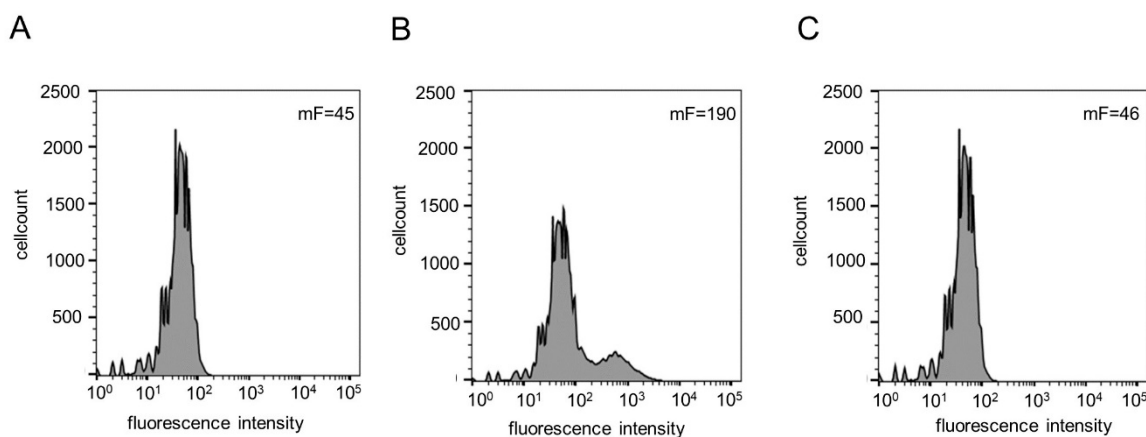 A
B
C
2500
2000
1500
1000
500
cellcount
mF=45
10⁰ 10¹ 10² 10³ 10⁴ 10⁵
fluorescence intensity
2500
2000
1500
1000
500
cellcount
mF=190
10⁰ 10¹ 10² 10³ 10⁴ 10⁵
fluorescence intensity
2500
2000
1500
1000
500
cellcount
mF=46
10⁰ 10¹ 10² 10³ 10⁴ 10⁵
fluorescence intensity